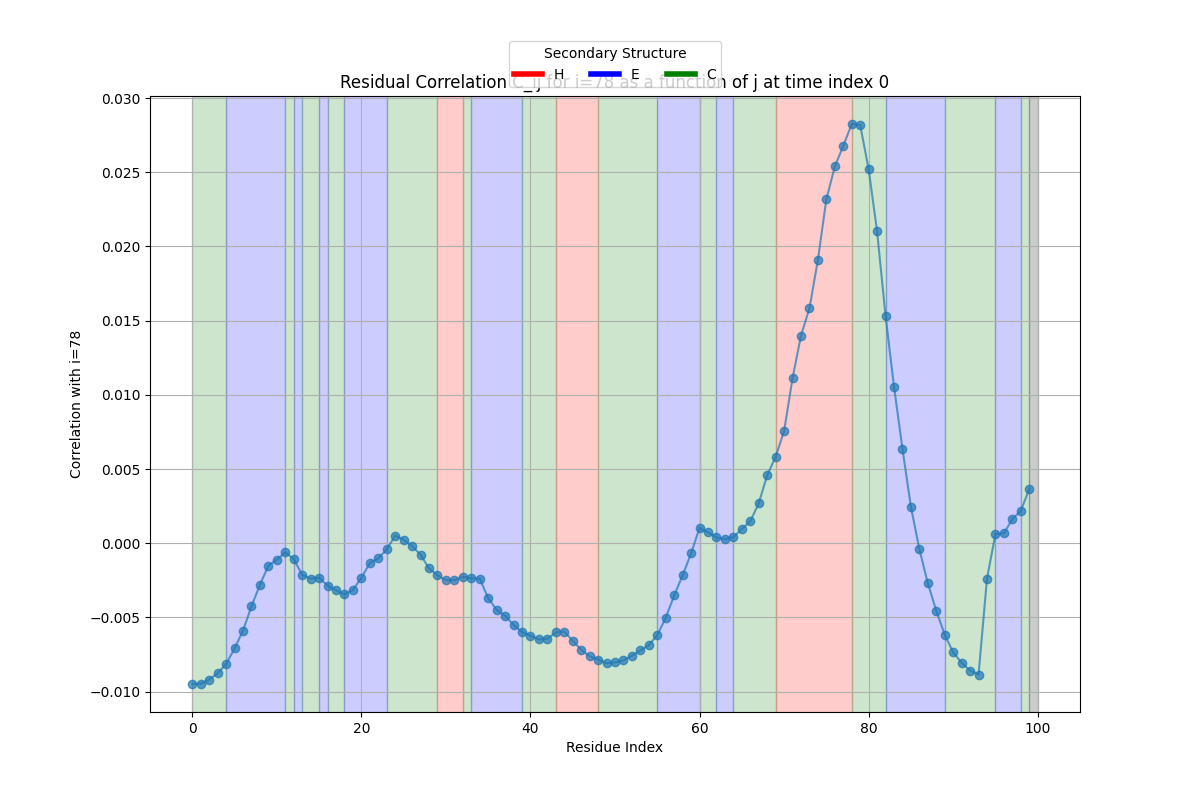 Secondary Structure
H E C
Residual Correlation C_ij for i=78 as a function of j at time index 0
0.030
0.025
0.020
0.015
0.010
0.005
0.000
−0.005
−0.010
Correlation with i=78
0 20 40 60 80 100
Residue Index